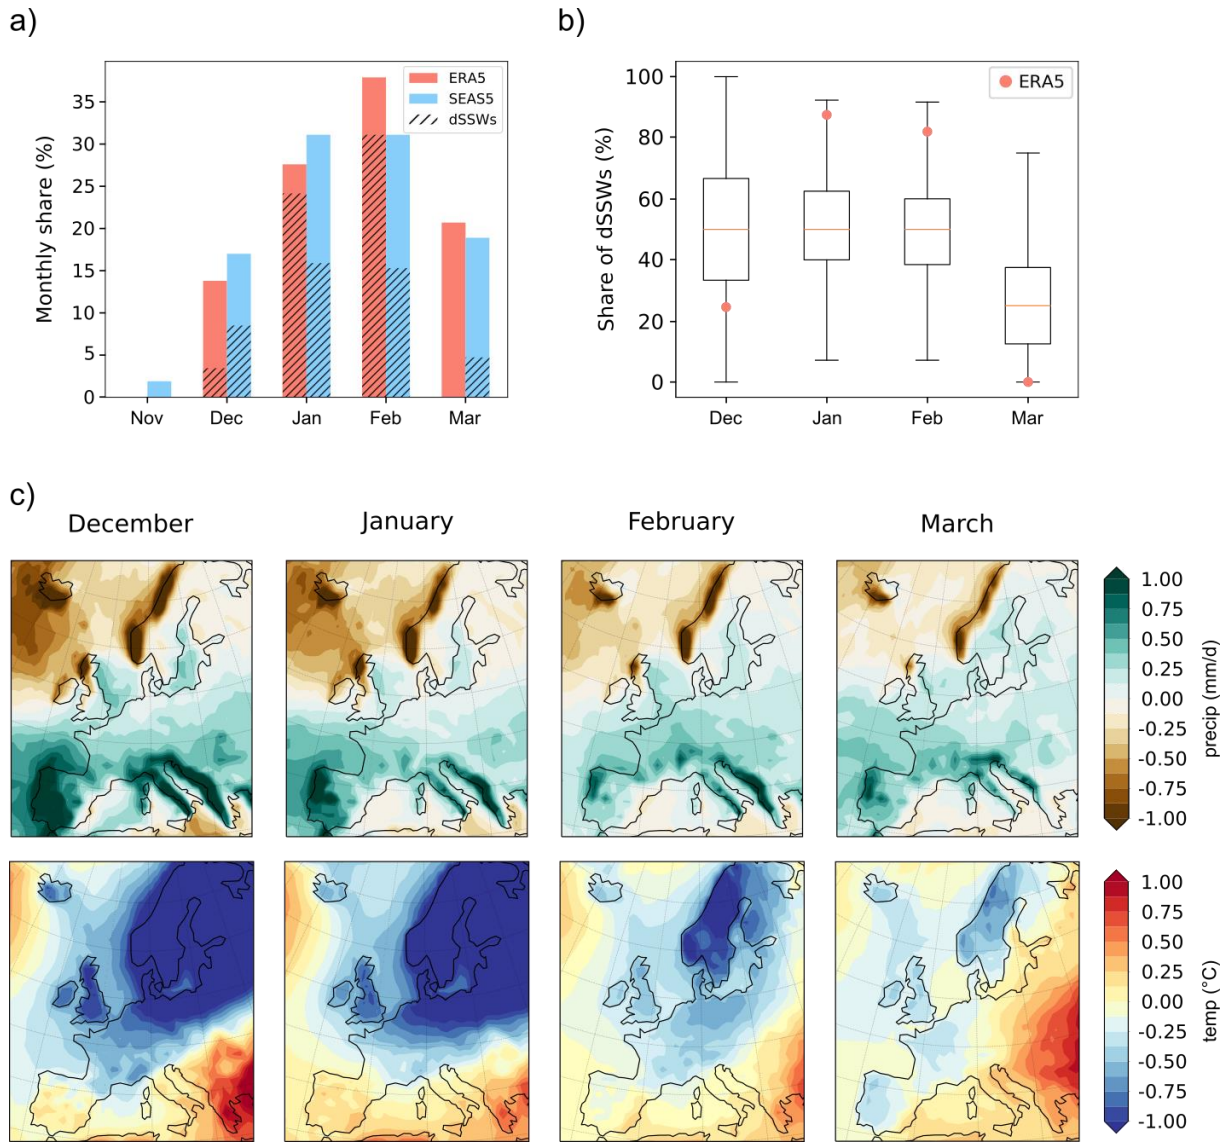 a)
b)
Monthly share (%)
35
30
25
20
15
10
5
0
Nov
Dec
Jan
Feb
Mar
ERA5
SEAS5
dSSWs
Share of dSSWs (%)
100
80
60
40
20
0
Dec
Jan
Feb
Mar
ERA5
c)
December
January
February
March
1.00
0.75
0.50
0.25
0.00
-0.25
-0.50
-0.75
-1.00
precip (mm/d)
1.00
0.75
0.50
0.25
0.00
-0.25
-0.50
-0.75
-1.00
temp (°C)